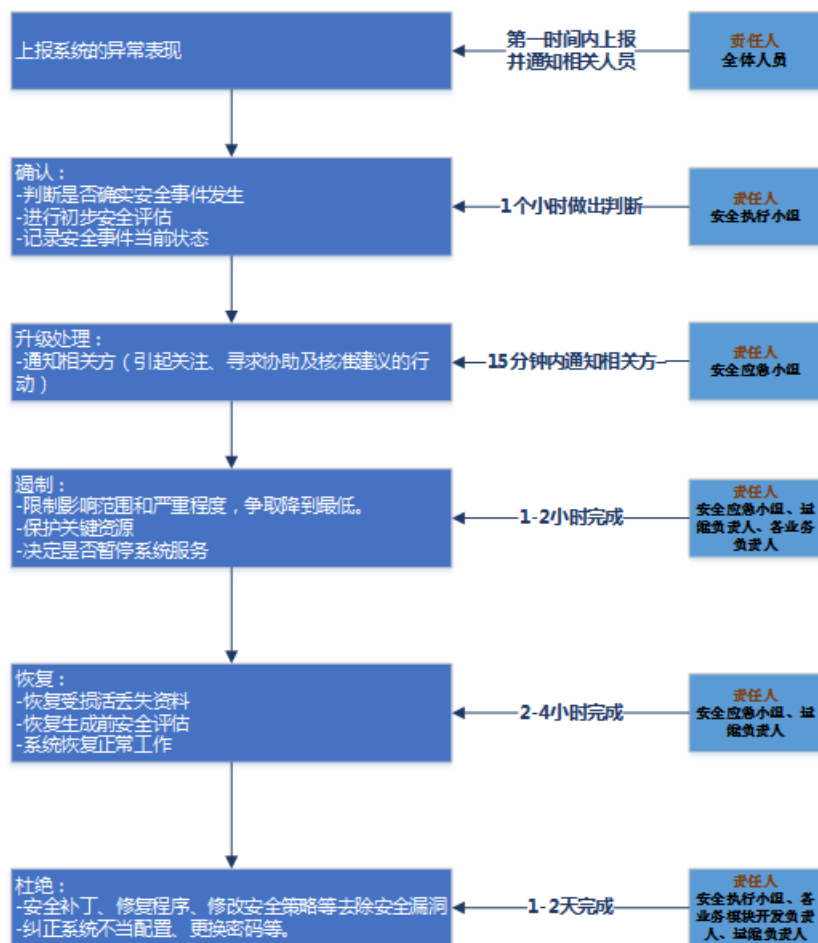 上报系统的异常表现
第一时间内上报
并通知相关人员
责任人
全体人员
确认：
-判断是否确实安全事件发生
-进行初步安全评估
-记录安全事件当前状态
1个小时做出判断
责任人
安全执行小组
升级处理：
-通知相关方（引起关注、寻求协助及核准建议的行
动）
15分钟内通知相关方
责任人
安全应急小组
遏制：
-限制影响范围和严重程度，争取降到最低。
-保护关键资源
-决定是否暂停系统服务
1-2小时完成
责任人
安全应急小组、运
维负责人、各业务
负责人
恢复：
-恢复受损活丢失资料
-恢复生成前安全评估
-系统恢复正常工作
2-4小时完成
责任人
安全应急小组、运
维负责人
杜绝：
-安全补丁、修复程序、修改安全策略等去除安全漏洞
-纠正系统不当配置、更换密码等。
1-2天完成
责任人
安全执行小组、各
业务模块开发负责
人、运维负责人